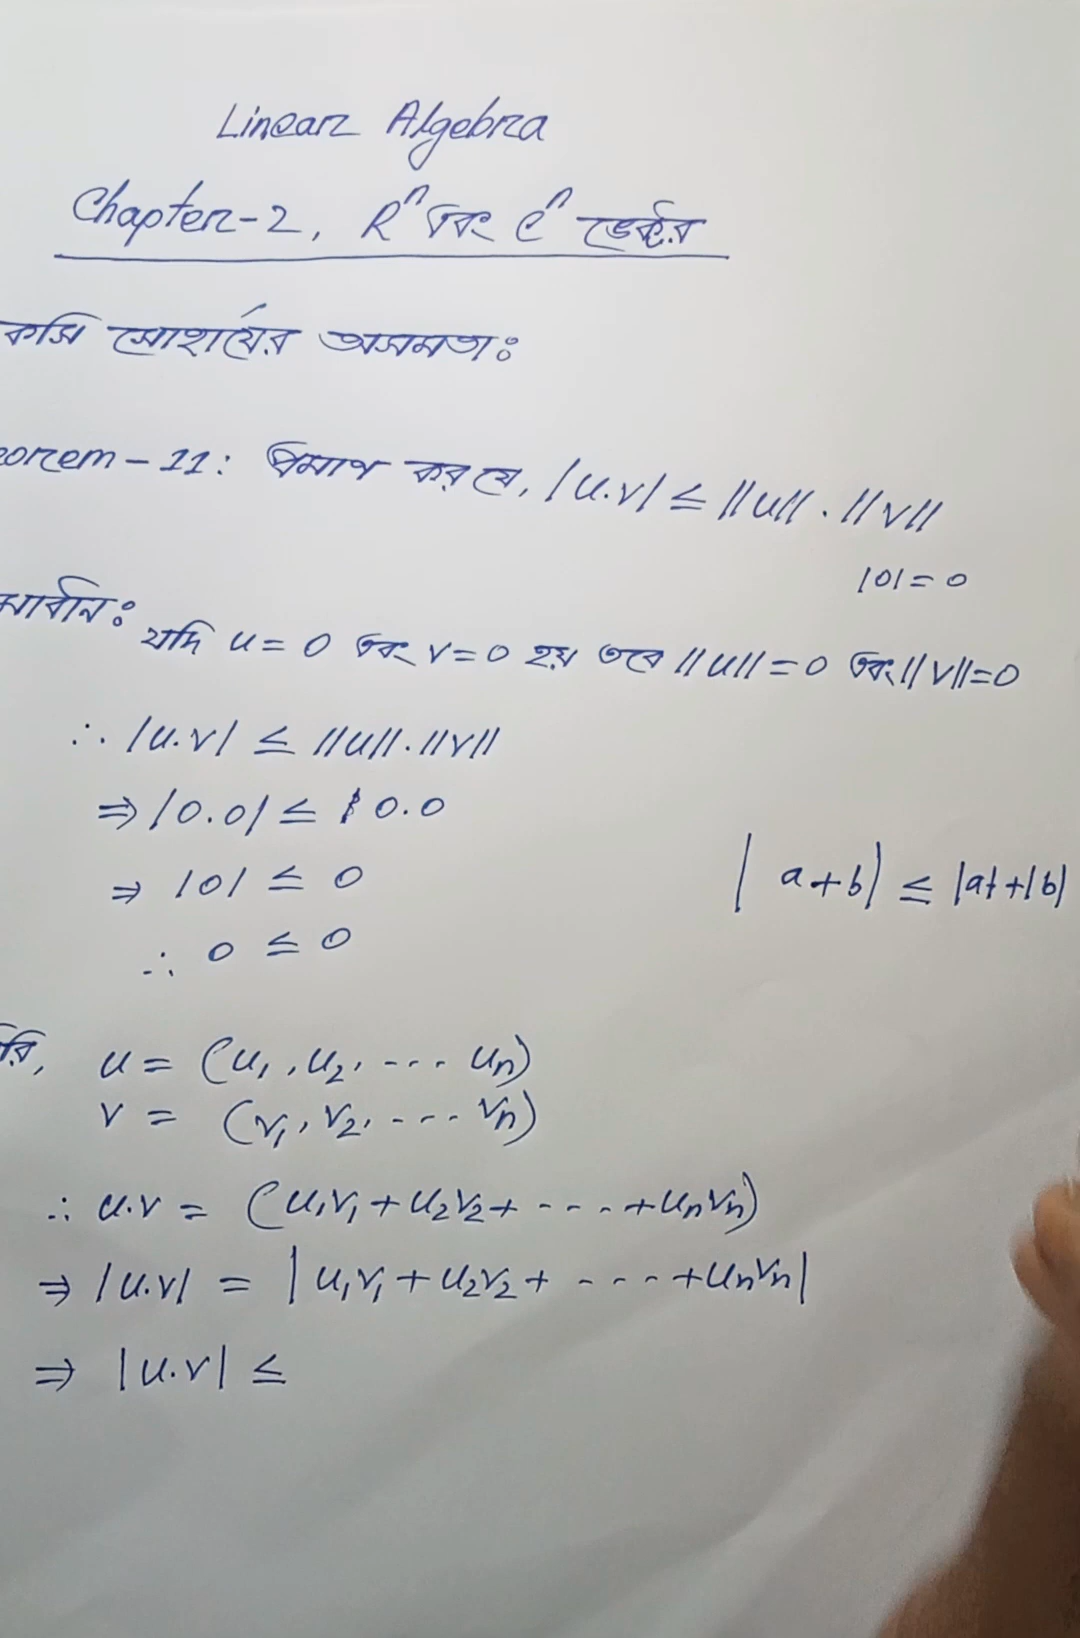 Linear Algebra
Chapter-2, Rⁿ এবং Cⁿ ভেক্টর
কসি সোয়ার্যের অসমতা:
orem - 11: প্রমাণ কর যে, |u.v| ≤ ||u|| . ||v||
|0| = 0
যদি u = 0 এবং v = 0 হয় তবে ||u|| = 0 এবং ||v|| = 0
∴ |u.v| ≤ ||u|| . ||v||
⇒ |0.0| ≤ 0.0
⇒ |0| ≤ 0
|a+b| ≤ |a| + |b|
∴ 0 ≤ 0
রি, u = (u₁, u₂, ---- uₙ)
v = (v₁, v₂, ---- vₙ)
∴ u.v = (u₁v₁ + u₂v₂ + ---- + uₙvₙ)
⇒ |u.v| = |u₁v₁ + u₂v₂ + ---- + uₙvₙ|
⇒ |u.v| ≤